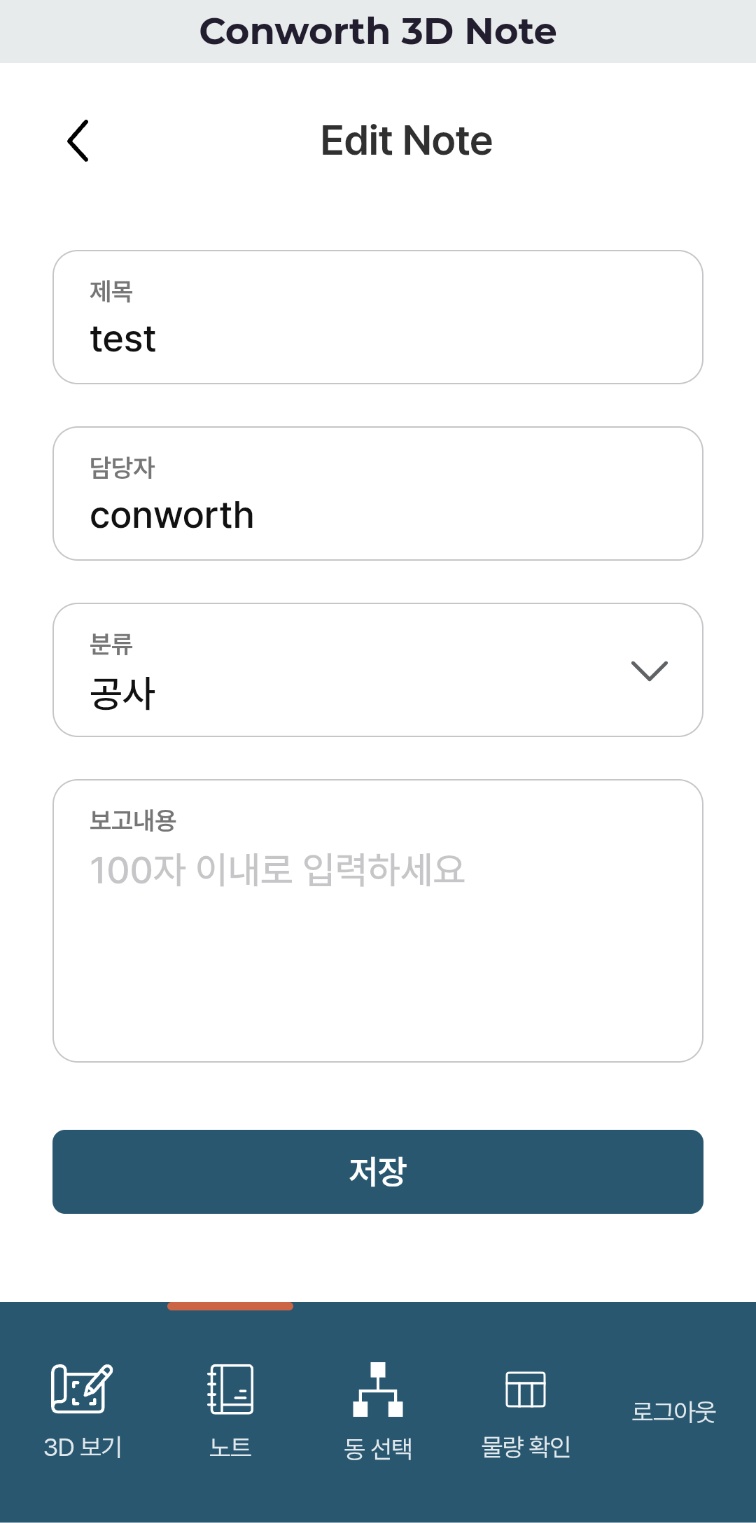 Conworth 3D Note
Edit Note
제목
test
담당자
conworth
분류
공사
보고내용
100자 이내로 입력하세요
저장
3D 보기
노트
동 선택
물량 확인
로그아웃